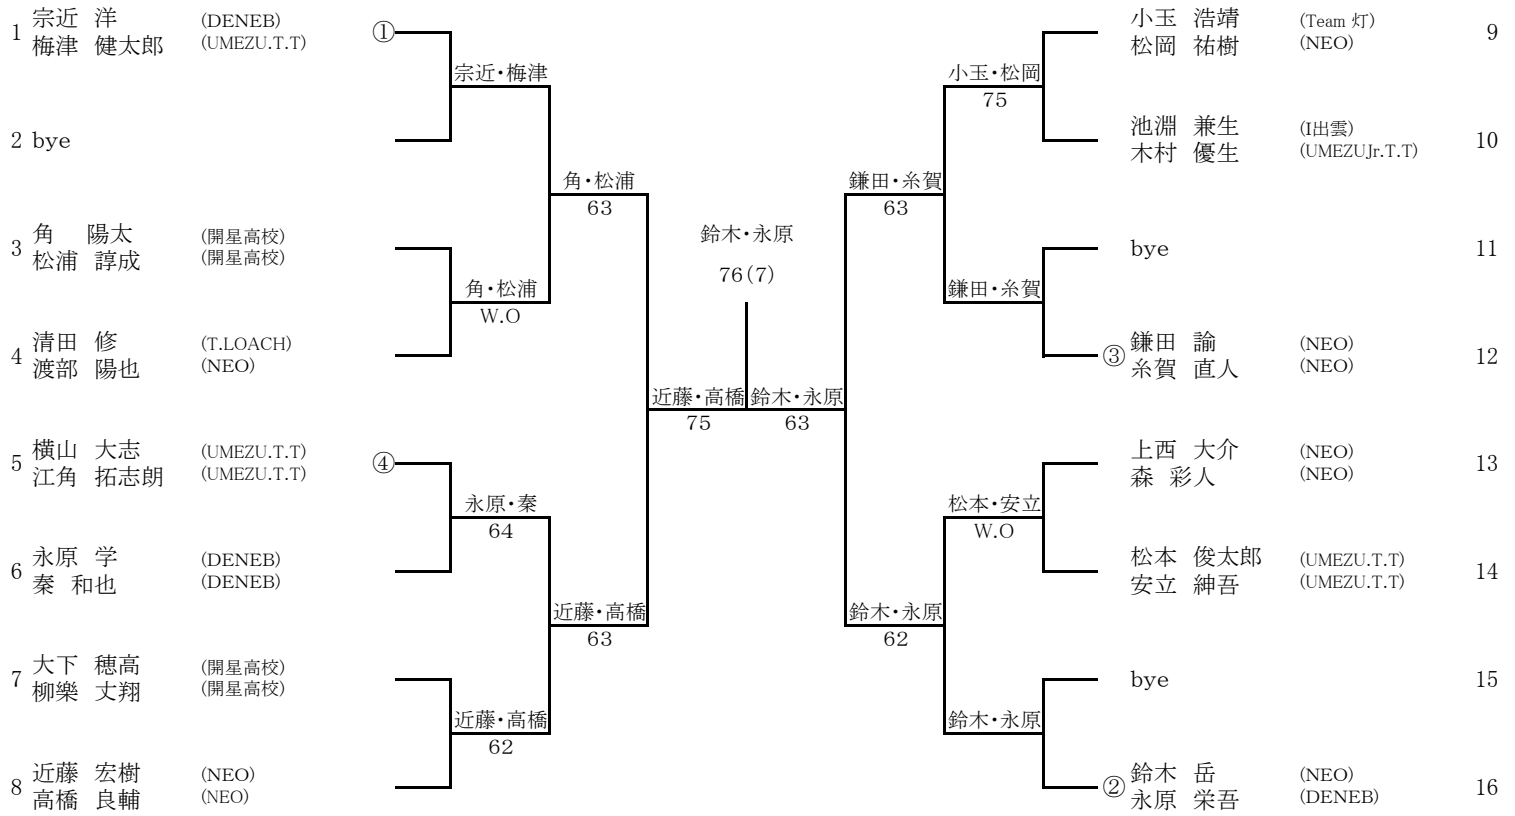 1 宗近 洋 (DENEB) ①
梅津 健太郎 (UMEZU.T.T)
2 bye
3 角 陽太 (開星高校)
松浦 諄成 (開星高校)
4 清田 修 (T.LOACH)
渡部 陽也 (NEO)
5 横山 大志 (UMEZU.T.T) ④
江角 拓志朗 (UMEZU.T.T)
6 永原 学 (DENEB)
秦 和也 (DENEB)
7 大下 穂高 (開星高校)
柳樂 丈翔 (開星高校)
8 近藤 宏樹 (NEO)
高橋 良輔 (NEO)
宗近・梅津
角・松浦
W.O
永原・秦
64
近藤・高橋
62
角・松浦
63
近藤・高橋
63
近藤・高橋
75
鈴木・永原
76(7)
鈴木・永原
63
鎌田・糸賀
63
鈴木・永原
62
小玉・松岡
75
鎌田・糸賀
松本・安立
W.O
鈴木・永原
小玉 浩靖 (Team 灯) 9
松岡 祐樹 (NEO)
池淵 兼生 (I出雲) 10
木村 優生 (UMEZUJr.T.T)
bye 11
③ 鎌田 諭 (NEO) 12
糸賀 直人 (NEO)
上西 大介 (NEO) 13
森 彩人 (NEO)
松本 俊太郎 (UMEZU.T.T) 14
安立 紳吾 (UMEZU.T.T)
bye 15
② 鈴木 岳 (NEO) 16
永原 栄吾 (DENEB)